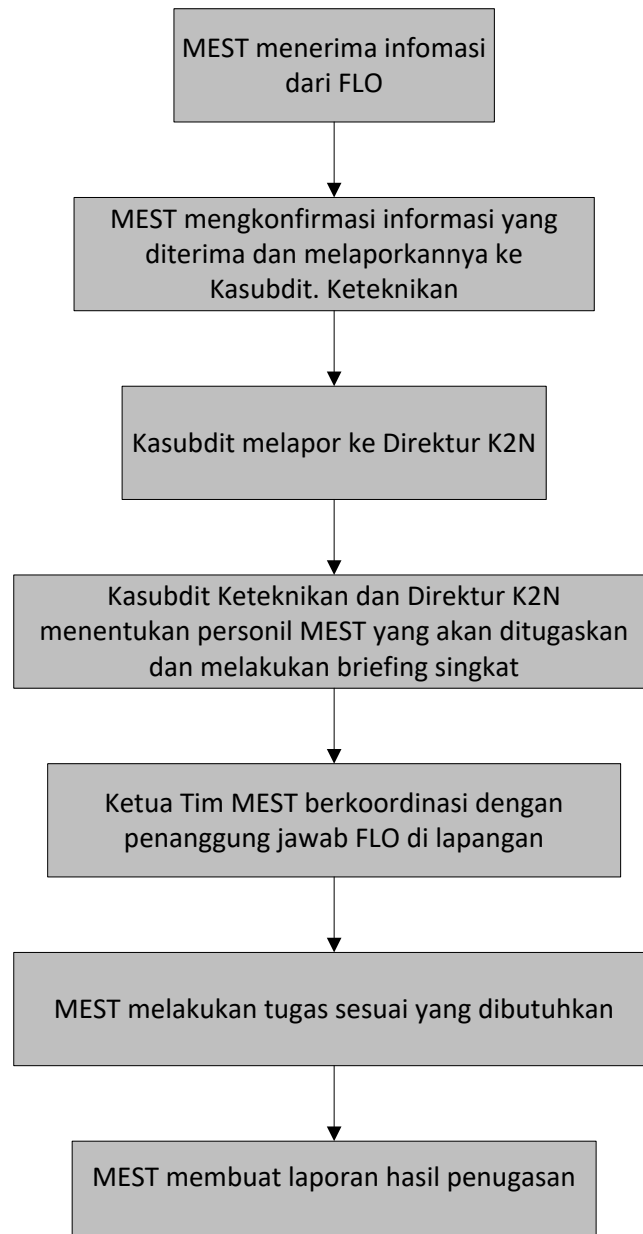 MEST menerima infomasi
dari FLO
MEST mengkonfirmasi informasi yang
diterima dan melaporkannya ke
Kasubdit. Keteknikan
Kasubdit melapor ke Direktur K2N
Kasubdit Keteknikan dan Direktur K2N
menentukan personil MEST yang akan ditugaskan
dan melakukan briefing singkat
Ketua Tim MEST berkoordinasi dengan
penanggung jawab FLO di lapangan
MEST melakukan tugas sesuai yang dibutuhkan
MEST membuat laporan hasil penugasan